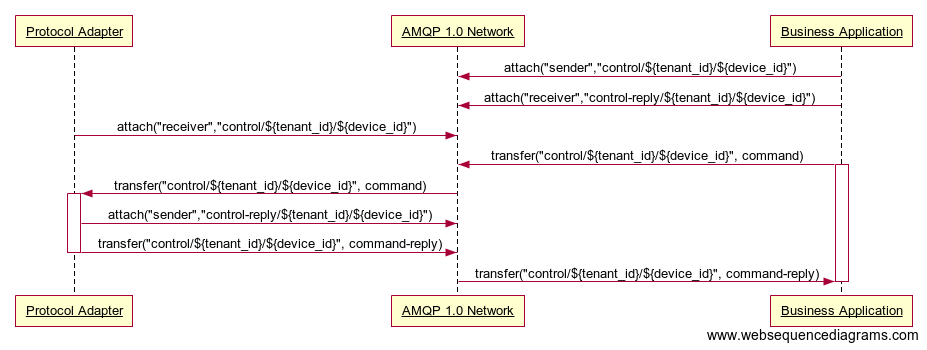 Protocol Adapter
AMQP 1.0 Network
Business Application
attach("sender","control/${tenant_id}/${device_id}")
attach("receiver","control-reply/${tenant_id}/${device_id}")
attach("receiver","control/${tenant_id}/${device_id}")
transfer("control/${tenant_id}/${device_id}", command)
transfer("control/${tenant_id}/${device_id}", command)
attach("sender","control-reply/${tenant_id}/${device_id}")
transfer("control/${tenant_id}/${device_id}", command-reply)
transfer("control/${tenant_id}/${device_id}", command-reply)
Protocol Adapter
AMQP 1.0 Network
Business Application
www.websequencediagrams.com